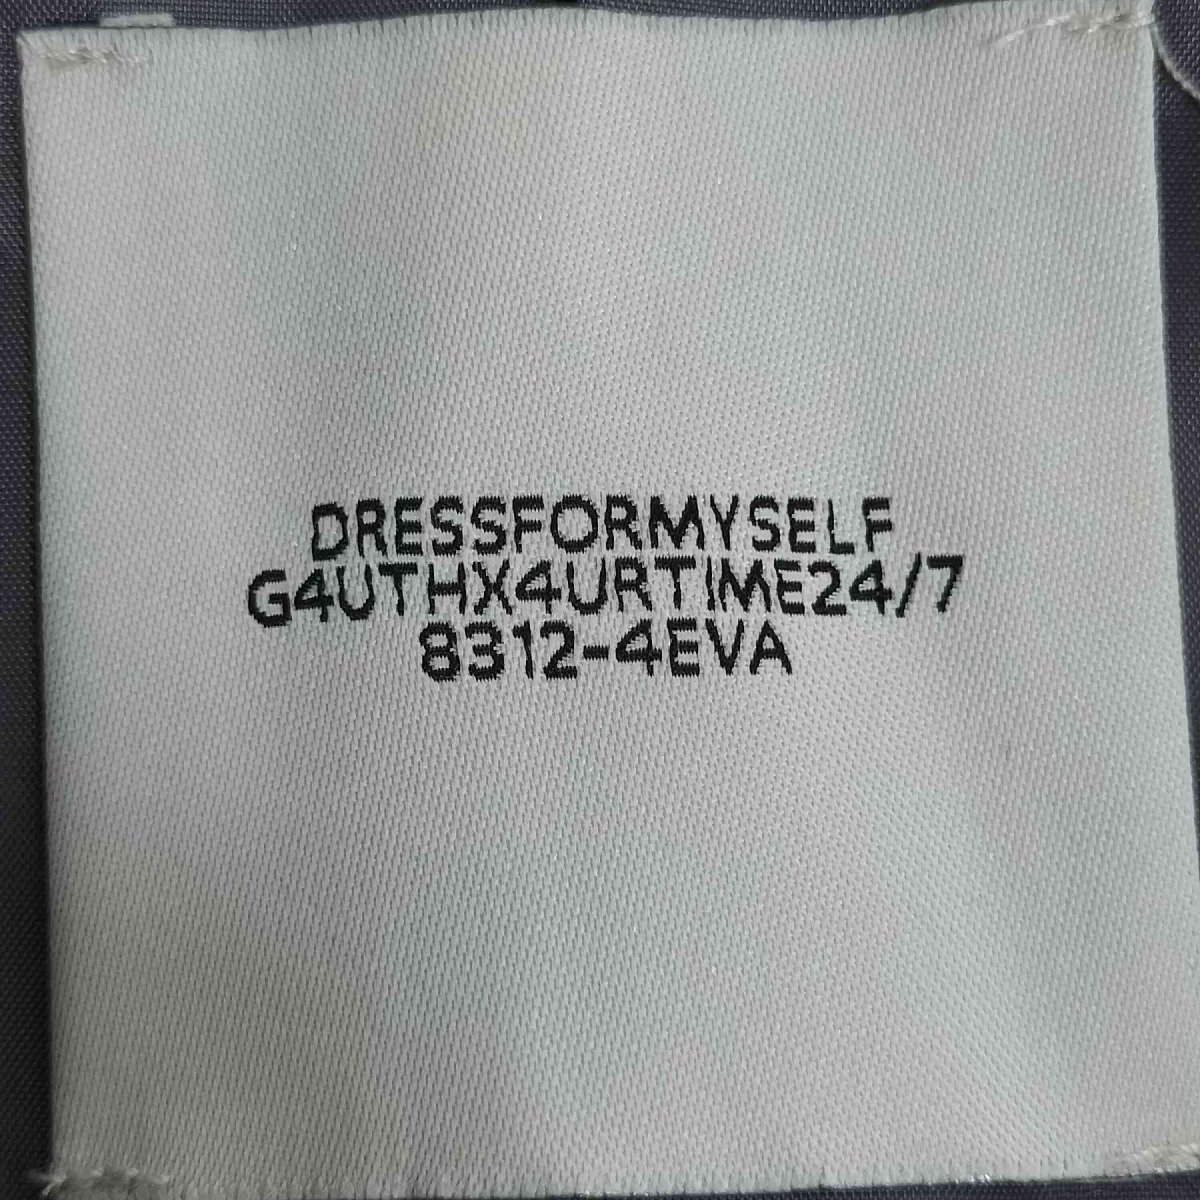 DRESSFORMYSELF
G4UTHX4URTIME24/7
8312-4EVA